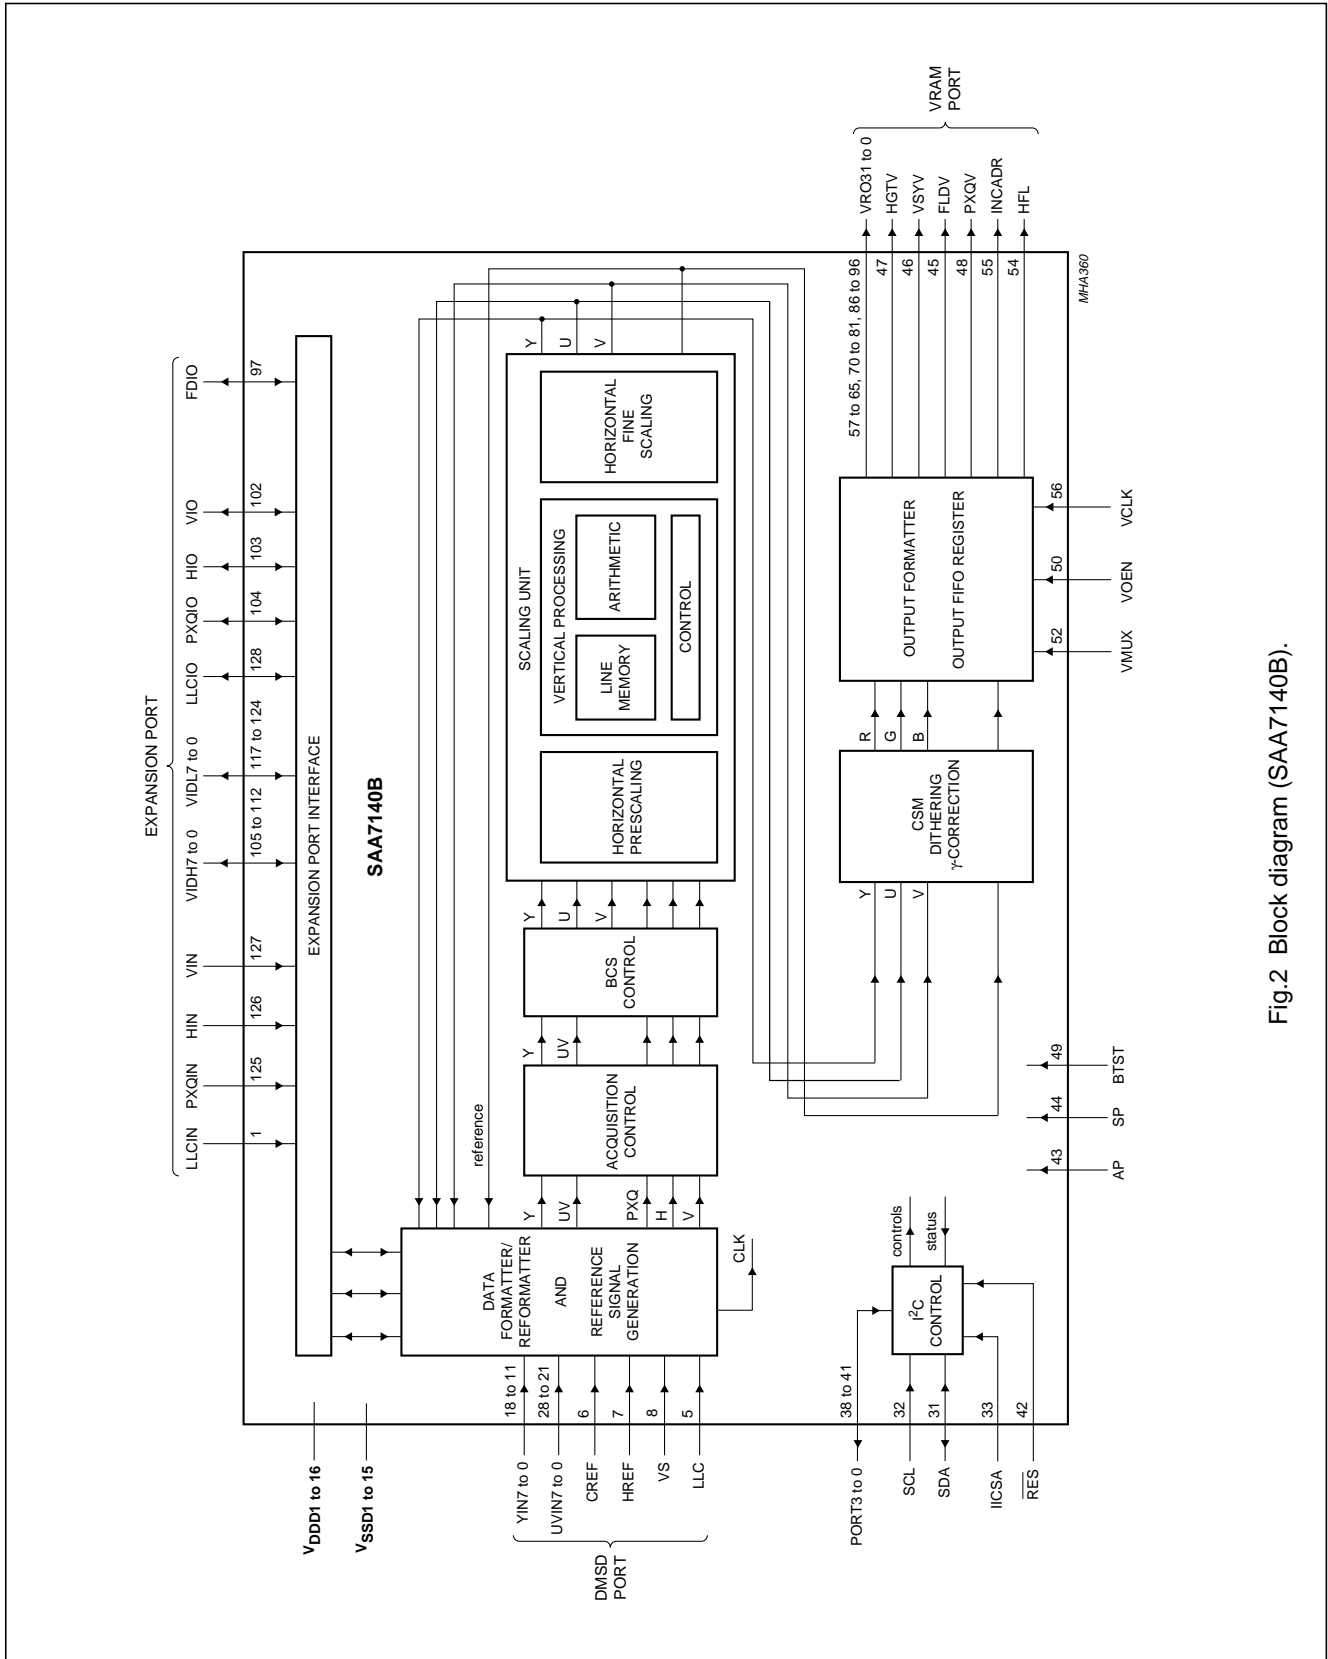 EXPANSION PORT
LLCIN
PXQIN
HIN
VIN
VIDH7 to 0
VIDL7 to 0
LLCIO
PXQIO
HIO
VIO
FDIO
1
125
126
127
105 to 112
117 to 124
128
104
103
102
97
VDDD1 to 16
VSSD1 to 15
EXPANSION PORT INTERFACE
SAA7140B
reference
DMSD
PORT
YIN7 to 0
UVIN7 to 0
CREF
HREF
VS
LLC
18 to 11
28 to 21
6
7
8
5
DATA
FORMATTER/
REFORMATTER
AND
REFERENCE
SIGNAL
GENERATION
CLK
Y
UV
PXQ
H
V
ACQUISITION
CONTROL
Y
UV
BCS
CONTROL
Y
U
V
SCALING UNIT
HORIZONTAL
PRESCALING
VERTICAL PROCESSING
LINE
MEMORY
ARITHMETIC
CONTROL
HORIZONTAL
FINE
SCALING
Y
U
V
Y
U
V
CSM
DITHERING
γ-CORRECTION
R
G
B
OUTPUT FORMATTER
OUTPUT FIFO REGISTER
57 to 65, 70 to 81, 86 to 96
47
46
45
48
55
54
VRO31 to 0
HGTV
VSYV
FLDV
PXQV
INCADR
HFL
VRAM
PORT
PORT3 to 0
SCL
SDA
IICSA
RES
38 to 41
32
31
33
42
I2C
CONTROL
controls
status
43
44
49
52
50
56
AP
SP
BTST
VMUX
VOEN
VCLK
MHA360
Fig.2 Block diagram (SAA7140B).